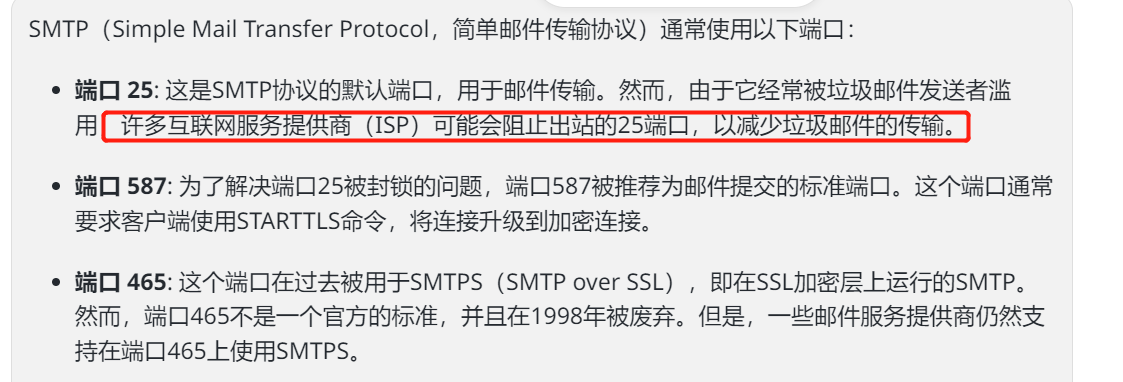 SMTP（Simple Mail Transfer Protocol，简单邮件传输协议）通常使用以下端口：
• 端口 25: 这是SMTP协议的默认端口，用于邮件传输。然而，由于它经常被垃圾邮件发送者滥
用 许多互联网服务提供商（ISP）可能会阻止出站的25端口，以减少垃圾邮件的传输。
• 端口 587: 为了解决端口25被封锁的问题，端口587被推荐为邮件提交的标准端口。这个端口通常
要求客户端使用STARTTLS命令，将连接升级到加密连接。
• 端口 465: 这个端口在过去被用于SMTPS（SMTP over SSL），即在SSL加密层上运行的SMTP。
然而，端口465不是一个官方的标准，并且在1998年被废弃。但是，一些邮件服务提供商仍然支
持在端口465上使用SMTPS。